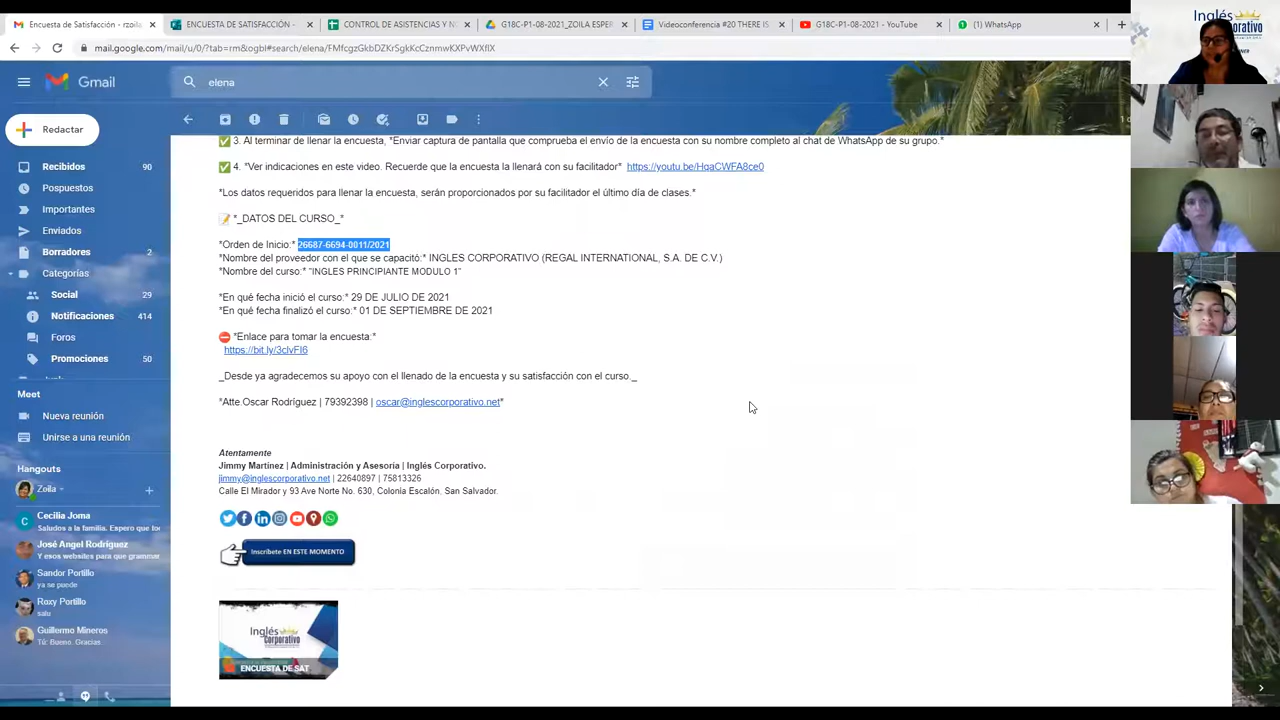 Encuesta de Satisfacción - rzoila
ENCUESTA DE SATISFACCIÓN -
CONTROL DE ASISTENCIAS Y NO
G18C-P1-08-2021_ZOILA ESPER
Videoconferencia #20 THERE IS
G18C-P1-08-2021 - YouTube
(1) WhatsApp
mail.google.com/mail/u/0/?tab=rm&ogbl#search/elena/
Gmail
elena
Redactar
Recibidos 90
Pospuestos
Importantes
Enviados
Categorías
Social 29
Notificaciones 414
Foros
Promociones 50
Meet
Nueva reunión
Unirse a una reunión
Hangouts
Zoila
Cecilia Joma
Saludos a la familia. Espero que tod
José Angel Rodríguez
Y esos websites para que grammar
Sandor Portillo
ya se puede
Roxy Portillo
salu
Guillermo Mineros
Tú: Bueno. Gracias
3. Al terminar de llenar la encuesta, *Enviar captura de pantalla que comprueba el envío de la encuesta con su nombre completo al chat de WhatsApp de su grupo.*
4. *Ver indicaciones en este video. Recuerde que la encuesta la llenará con su facilitador* https://youtu.be/HqaCWFA8ce0
*Los datos requeridos para llenar la encuesta, serán proporcionados por su facilitador el último día de clases.*
*_DATOS DEL CURSO_*
*Orden de Inicio:* 26687-6694-0011/2021
*Nombre del proveedor con el que se capacitó:* INGLES CORPORATIVO (REGAL INTERNATIONAL, S.A. DE C.V.)
*Nombre del curso:* "INGLES PRINCIPIANTE MODULO 1"
*En qué fecha inició el curso:* 29 DE JULIO DE 2021
*En qué fecha finalizó el curso:* 01 DE SEPTIEMBRE DE 2021
*Enlace para tomar la encuesta:*
https://bit.ly/3clvFI6
_Desde ya agradecemos su apoyo con el llenado de la encuesta y su satisfacción con el curso._
*Atte.Oscar Rodríguez | 79392398 | oscar@inglescorporativo.net*
Atentamente
Jimmy Martínez | Administración y Asesoría | Inglés Corporativo.
jimmy@inglescorporativo.net | 22640897 | 75813326
Calle El Mirador y 93 Ave Norte No. 630, Colonia Escalón, San Salvador.
Inscríbete EN ESTE MOMENTO
Inglés
Corporativo
ENCUESTA DE SAT
Inglés